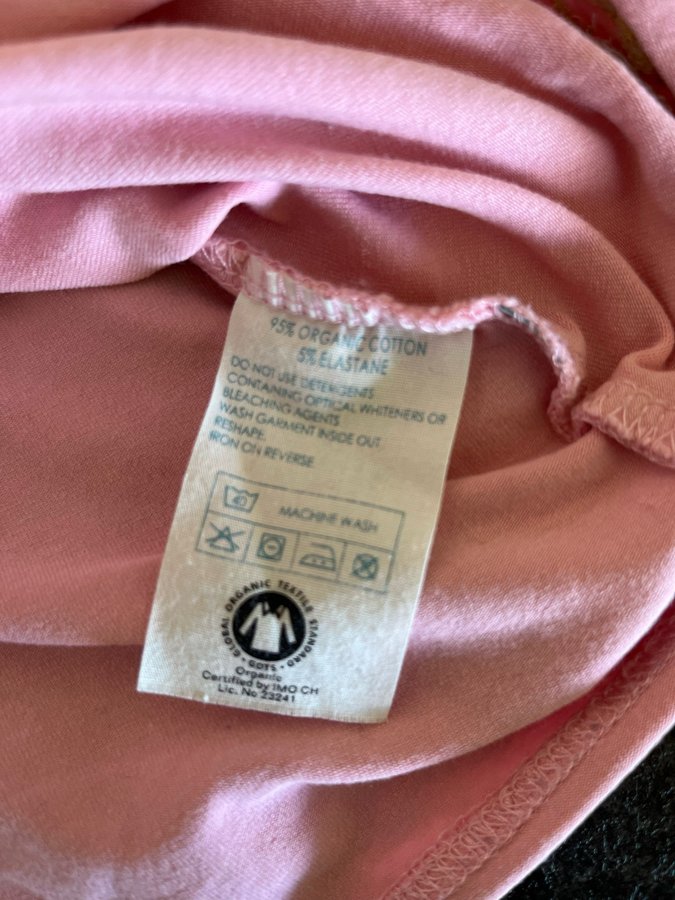 95% ORGANIC COTTON
5% ELASTANE
DO NOT USE DETERGENTS
CONTAINING OPTICAL WHITENERS OR
BLEACHING AGENTS
WASH GARMENT INSIDE OUT
RESHAPE
IRON ON REVERSE
40
MACHINE WASH
GLOBAL ORGANIC TEXTILE STANDARD
• GOTS •
Organic
Certified by IMO CH
Lic. No 23241